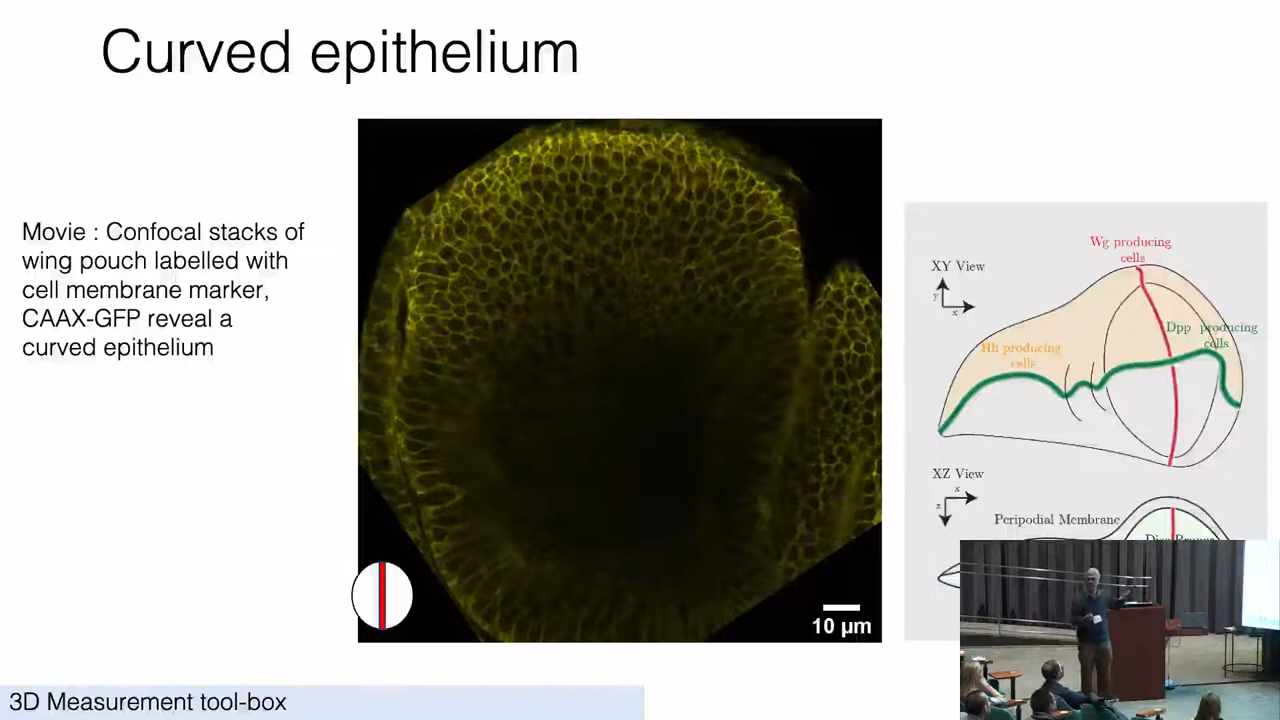 Curved epithelium
Movie : Confocal stacks of
wing pouch labelled with
cell membrane marker,
CAAX-GFP reveal a
curved epithelium
10 µm
Wg producing
cells
XY View
y
x
Dpp producing
cells
Hh producing
cells
XZ View
x
z
Peripodial Membrane
3D Measurement tool-box